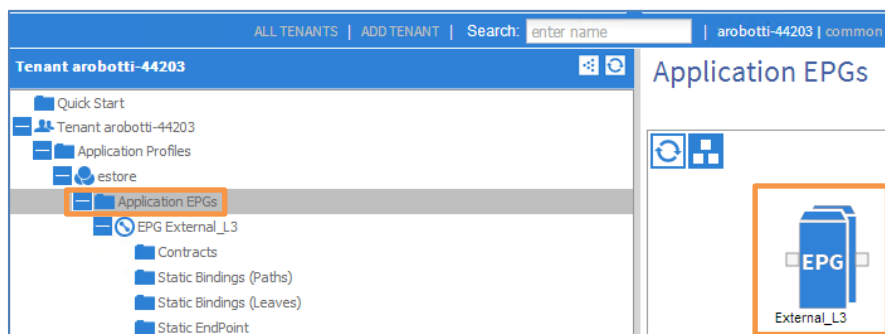 ALL TENANTS | ADD TENANT | Search: enter name | arobotti-44203 | common
Tenant arobotti-44203
Application EPGs
Quick Start
Tenant arobotti-44203
Application Profiles
estore
Application EPGs
EPG External_L3
Contracts
Static Bindings (Paths)
Static Bindings (Leaves)
Static EndPoint
EPG
External_L3